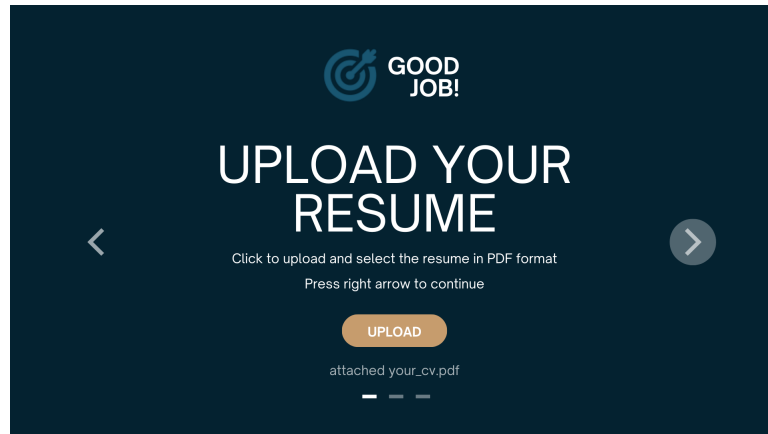 GOOD
JOB!
UPLOAD YOUR
RESUME
Click to upload and select the resume in PDF format
Press right arrow to continue
UPLOAD
attached your_cv.pdf